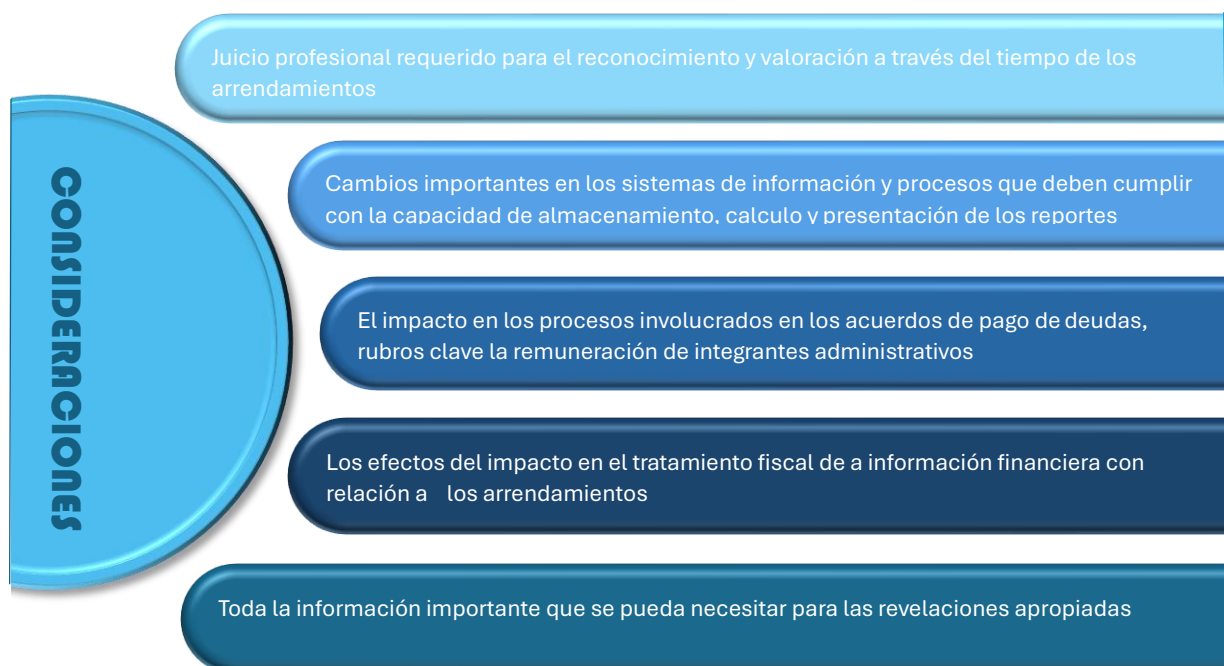 CONSIDERACIONES
Juicio profesional requerido para el reconocimiento y valoración a través del tiempo de los
arrendamientos
Cambios importantes en los sistemas de información y procesos que deben cumplir
con la capacidad de almacenamiento, calculo y presentación de los reportes
El impacto en los procesos involucrados en los acuerdos de pago de deudas,
rubros clave la remuneración de integrantes administrativos
Los efectos del impacto en el tratamiento fiscal de a información financiera con
relación a los arrendamientos
Toda la información importante que se pueda necesitar para las revelaciones apropiadas